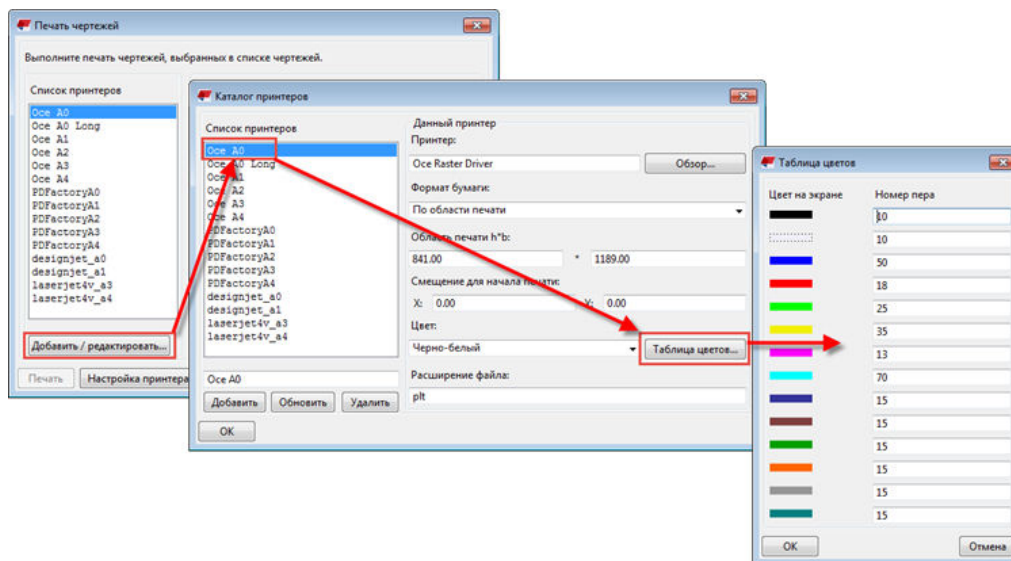 Печать чертежей
Выполните печать чертежей, выбранных в списке чертежей.
Список принтеров
Oce A0
Oce A0 Long
Oce A1
Oce A2
Oce A3
Oce A4
PDFactoryA0
PDFactoryA1
PDFactoryA2
PDFactoryA3
PDFactoryA4
designjet_a0
designjet_a1
laserjet4v_a3
laserjet4v_a4
Добавить / редактировать...
Печать
Настройка принтера
Каталог принтеров
Список принтеров
Oce A0
Oce A0 Long
Oce A1
Oce A2
Oce A3
Oce A4
PDFactoryA0
PDFactoryA1
PDFactoryA2
PDFactoryA3
PDFactoryA4
designjet_a0
designjet_a1
laserjet4v_a3
laserjet4v_a4
Oce A0
Добавить
Обновить
Удалить
OK
Данный принтер
Принтер:
Oce Raster Driver
Обзор...
Формат бумаги:
По области печати
Область печати h*b:
841.00 * 1189.00
Смещение для начала печати:
X: 0.00 Y: 0.00
Цвет:
Черно-белый
Таблица цветов...
Расширение файла:
plt
Таблица цветов
Цвет на экране Номер пера
10
10
50
18
25
35
13
70
15
15
15
15
15
15
OK
Отмена